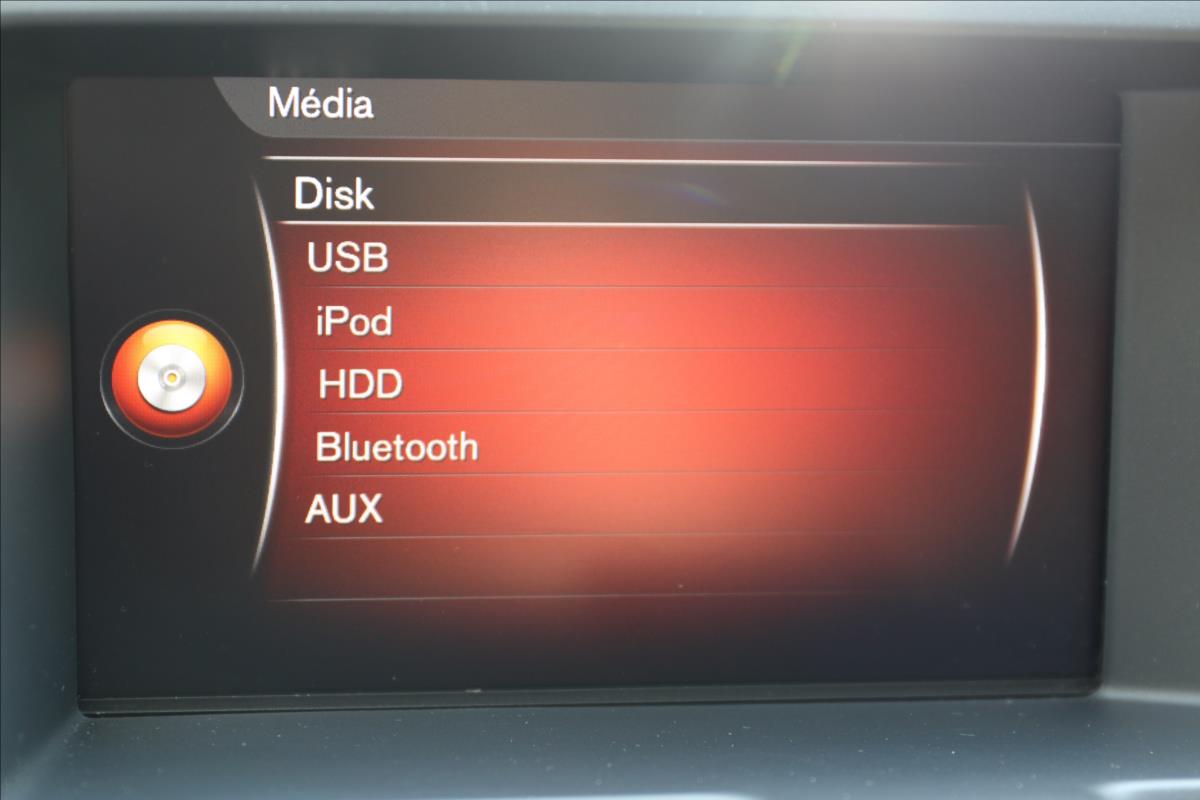 Média
Disk
USB
iPod
HDD
Bluetooth
AUX